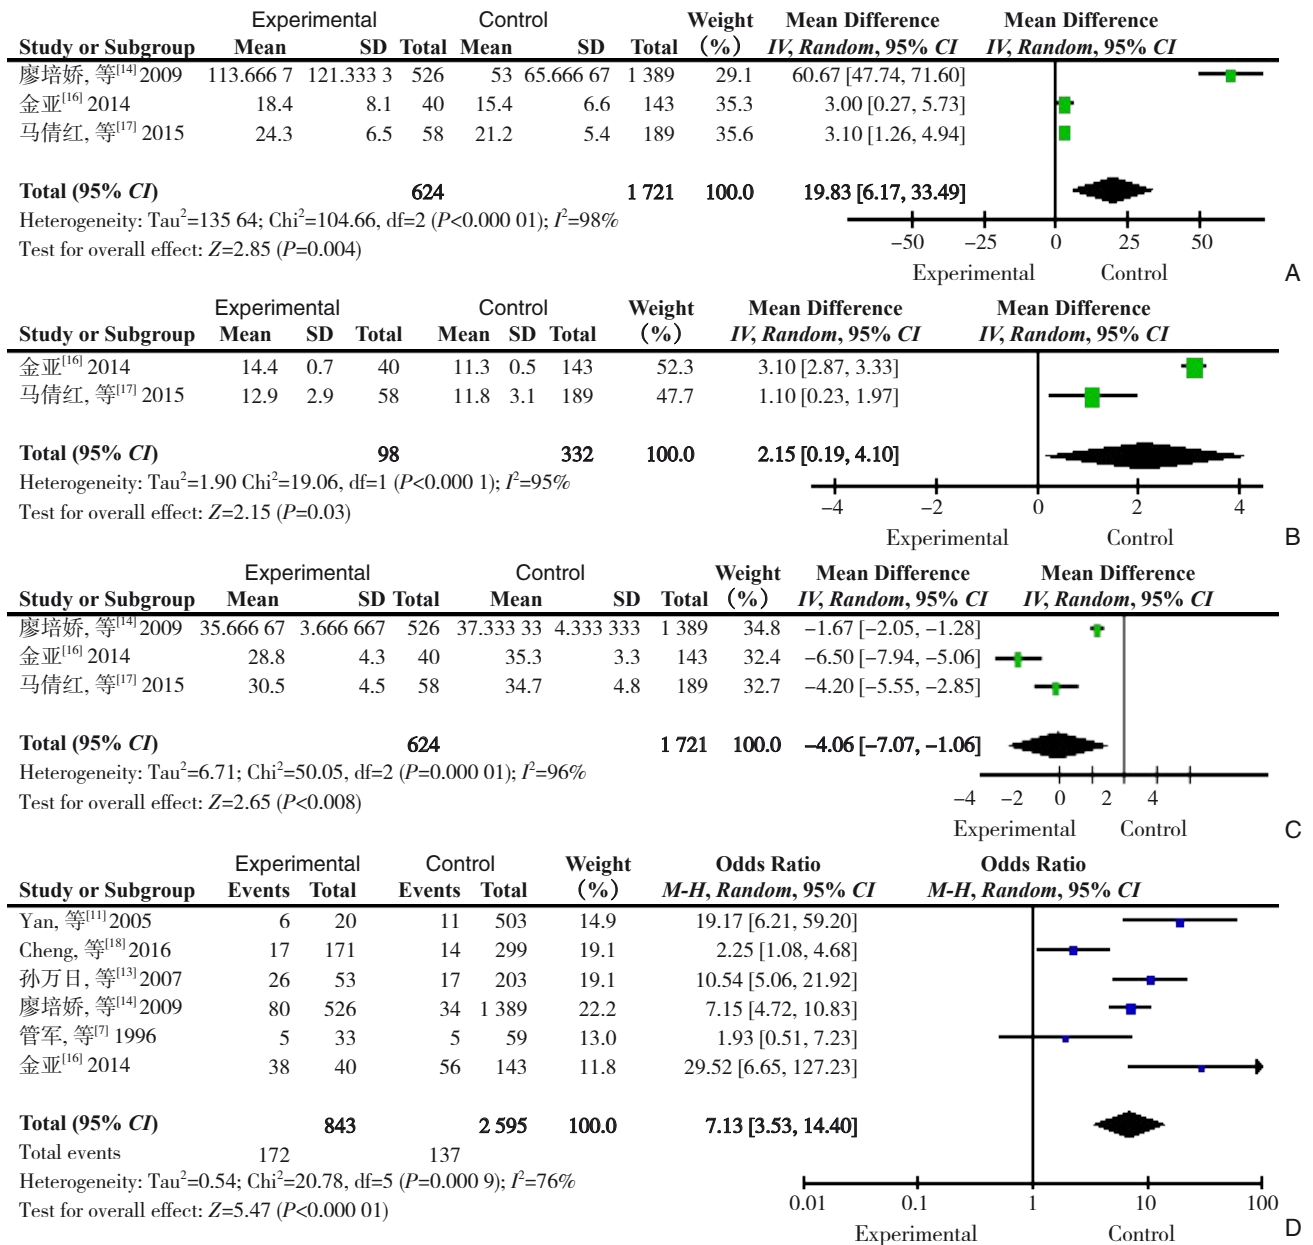 Experimental Control Weight Mean Difference Mean Difference
Study or Subgroup Mean SD Total Mean SD Total (%) IV, Random, 95% CI IV, Random, 95% CI
廖培娇, 等[14] 2009 113.666 7 121.333 3 526 53 65.666 67 1 389 29.1 60.67 [47.74, 71.60]
金亚[16] 2014 18.4 8.1 40 15.4 6.6 143 35.3 3.00 [0.27, 5.73]
马倩红, 等[17] 2015 24.3 6.5 58 21.2 5.4 189 35.6 3.10 [1.26, 4.94]
Total (95% CI) 624 1 721 100.0 19.83 [6.17, 33.49]
Heterogeneity: Tau²=135 64; Chi²=104.66, df=2 (P<0.000 01); I²=98%
Test for overall effect: Z=2.85 (P=0.004)
−50 −25 0 25 50
Experimental Control
A
Experimental Control Weight Mean Difference Mean Difference
Study or Subgroup Mean SD Total Mean SD Total (%) IV, Random, 95% CI IV, Random, 95% CI
金亚[16] 2014 14.4 0.7 40 11.3 0.5 143 52.3 3.10 [2.87, 3.33]
马倩红, 等[17] 2015 12.9 2.9 58 11.8 3.1 189 47.7 1.10 [0.23, 1.97]
Total (95% CI) 98 332 100.0 2.15 [0.19, 4.10]
Heterogeneity: Tau²=1.90 Chi²=19.06, df=1 (P<0.000 1); I²=95%
Test for overall effect: Z=2.15 (P=0.03)
−4 −2 0 2 4
Experimental Control
B
Experimental Control Weight Mean Difference Mean Difference
Study or Subgroup Mean SD Total Mean SD Total (%) IV, Random, 95% CI IV, Random, 95% CI
廖培娇, 等[14] 2009 35.666 67 3.666 667 526 37.333 33 4.333 333 1 389 34.8 −1.67 [−2.05, −1.28]
金亚[16] 2014 28.8 4.3 40 35.3 3.3 143 32.4 −6.50 [−7.94, −5.06]
马倩红, 等[17] 2015 30.5 4.5 58 34.7 4.8 189 32.7 −4.20 [−5.55, −2.85]
Total (95% CI) 624 1 721 100.0 −4.06 [−7.07, −1.06]
Heterogeneity: Tau²=6.71; Chi²=50.05, df=2 (P=0.000 01); I²=96%
Test for overall effect: Z=2.65 (P<0.008)
−4 −2 0 2 4
Experimental Control
C
Experimental Control Weight Odds Ratio Odds Ratio
Study or Subgroup Events Total Events Total (%) M-H, Random, 95% CI M-H, Random, 95% CI
Yan, 等[11] 2005 6 20 11 503 14.9 19.17 [6.21, 59.20]
Cheng, 等[18] 2016 17 171 14 299 19.1 2.25 [1.08, 4.68]
孙万日, 等[13] 2007 26 53 17 203 19.1 10.54 [5.06, 21.92]
廖培娇, 等[14] 2009 80 526 34 1 389 22.2 7.15 [4.72, 10.83]
管军, 等[7] 1996 5 33 5 59 13.0 1.93 [0.51, 7.23]
金亚[16] 2014 38 40 56 143 11.8 29.52 [6.65, 127.23]
Total (95% CI) 843 2 595 100.0 7.13 [3.53, 14.40]
Total events 172 137
Heterogeneity: Tau²=0.54; Chi²=20.78, df=5 (P=0.000 9); I²=76%
Test for overall effect: Z=5.47 (P<0.000 01)
0.01 0.1 1 10 100
Experimental Control
D